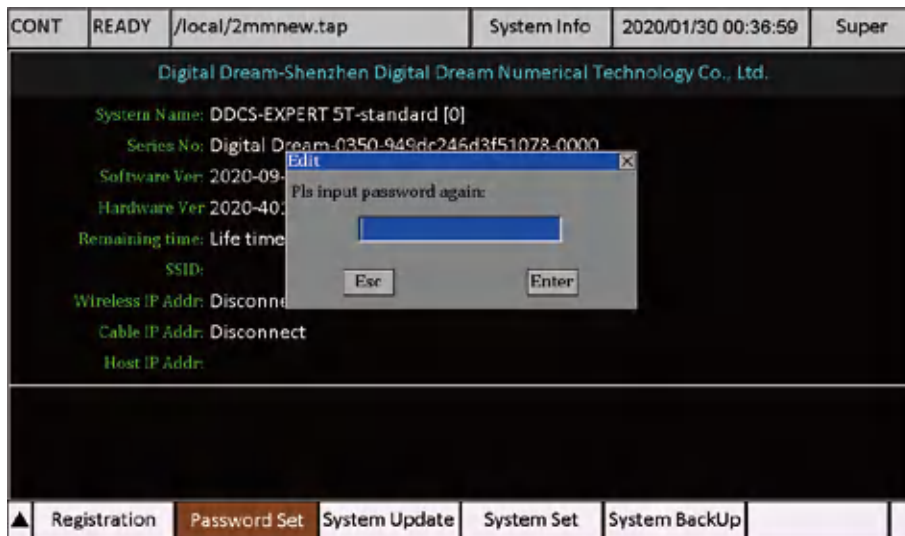 CONT READY /local/2mmnew.tap System Info 2020/01/30 00:36:59 Super
Digital Dream-Shenzhen Digital Dream Numerical Technology Co., Ltd.
System Name: DDCS-EXPERT 5T-standard [0]
Series No: Digital Dream-0350-949dc246d3f51078-0000
Edit
Software Ver: 2020-09-
Pls input password again:
Hardware Ver 2020-401
Remaining time: Life time
SSID:
Esc Enter
Wireless IP Addr: Disconne
Cable IP Addr: Disconnect
Host IP Addr:
▲ Registration Password Set System Update System Set System BackUp